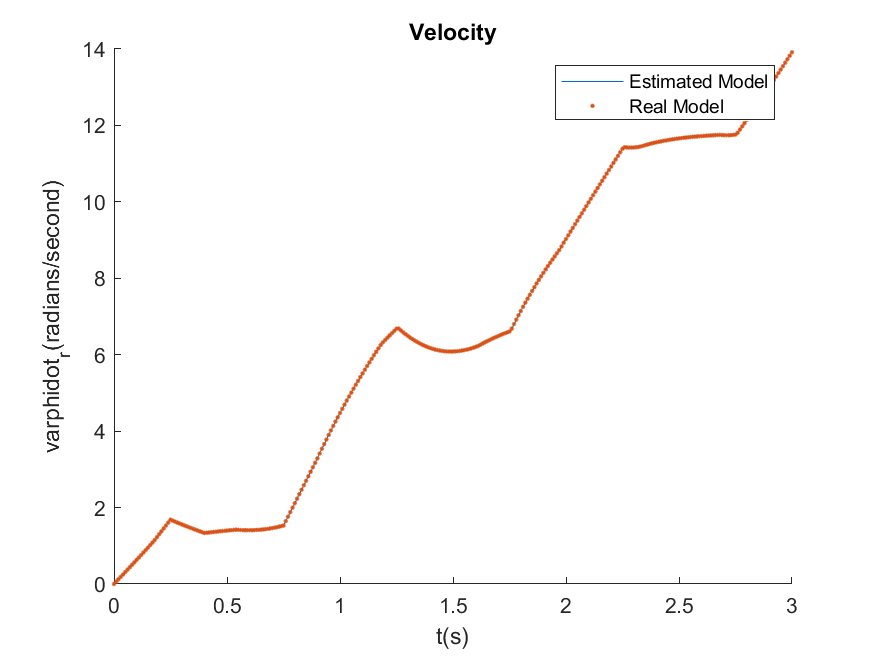 Velocity
14
12
10
8
6
4
2
0
varphidot_r(radians/second)
Estimated Model
Real Model
0 0.5 1 1.5 2 2.5 3
t(s)